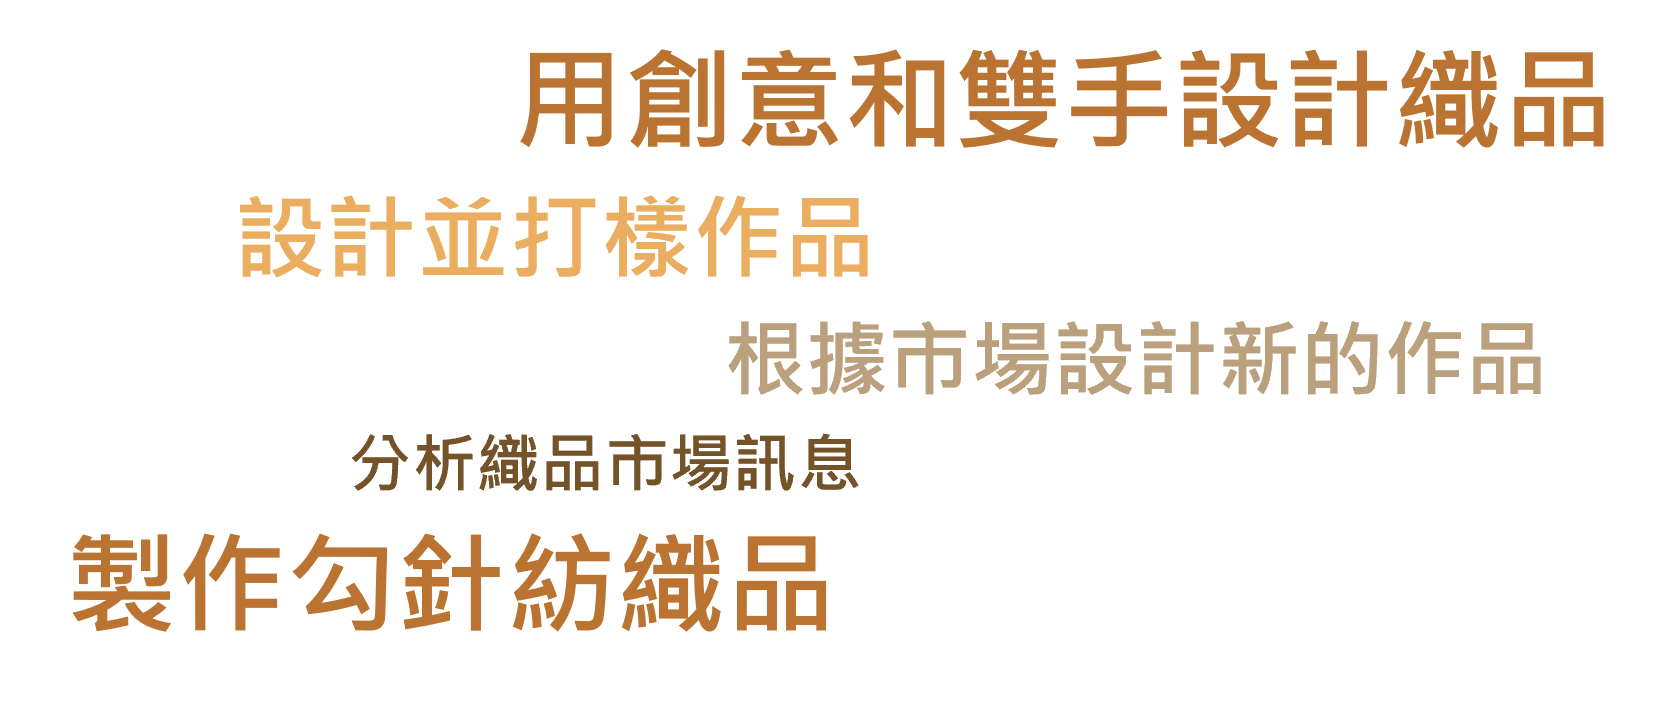 用創意和雙手設計織品
設計並打樣作品
根據市場設計新的作品
分析織品市場訊息
製作勾針紡織品